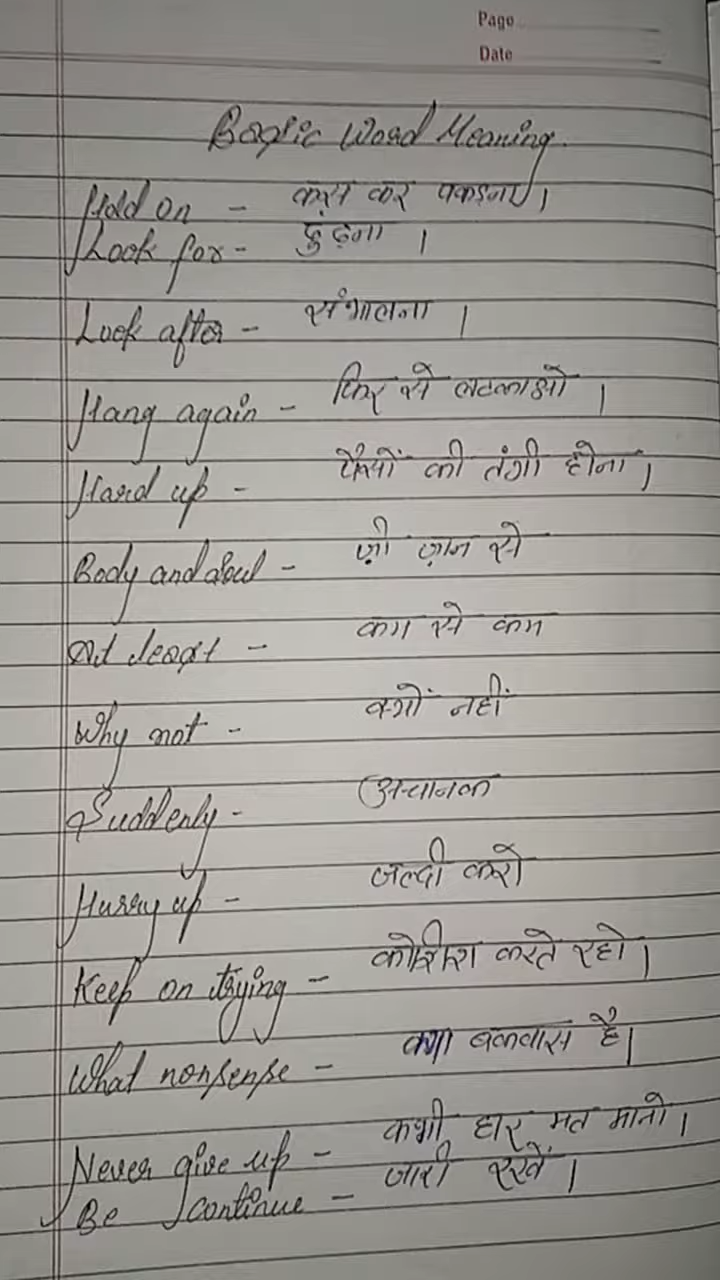 Page
Date
Basic Word Meaning.
Hold on - कस कर पकडना।
Look for - ढुढ़ना ।
Look after - संभालना ।
Hang again - फिर से लटकाओ ।
Hard up - पैसों की तंगी होना।
Body and Soul - ज़ी ज़ान से
At least - कम से कम
Why not - क्यों नहीं
Suddenly - अचानक
Hurry up - जल्दी करो
Keep on trying - कोशिश करते रहो।
What nonsense - क्या बकवास है।
Never give up - कभी हार मत मानो।
Be continue - जारी रखें।